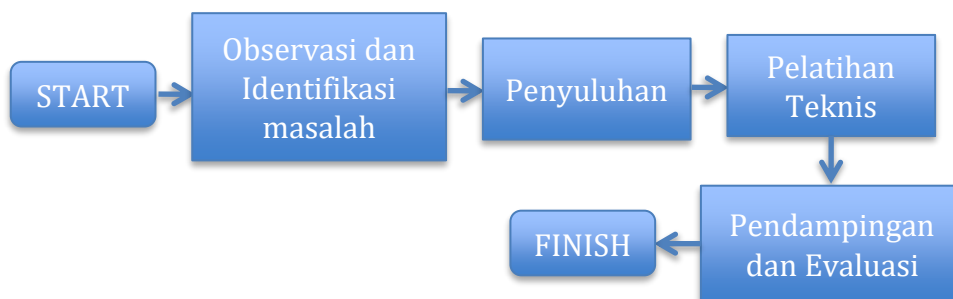 START
Observasi dan
Identifikasi
masalah
Penyuluhan
Pelatihan
Teknis
Pendampingan
dan Evaluasi
FINISH